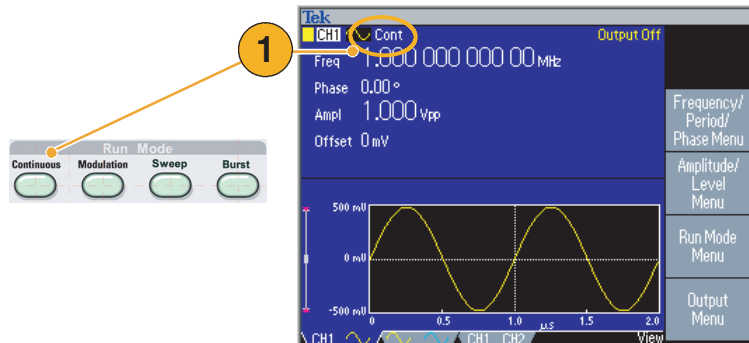 Tek
CH1 Cont Output Off
Freq 1.000 000 000 00 MHz
Phase 0.00 °
Ampl 1.000 Vpp
Offset 0 mV
1
Run Mode
Continuous Modulation Sweep Burst
Frequency/
Period/
Phase Menu
Amplitude/
Level
Menu
Run Mode
Menu
Output
Menu
500 mV
0 mV
-500 mV
0 0.5 1.0 1.5 2.0
µs
CH1 CH1 CH2 View